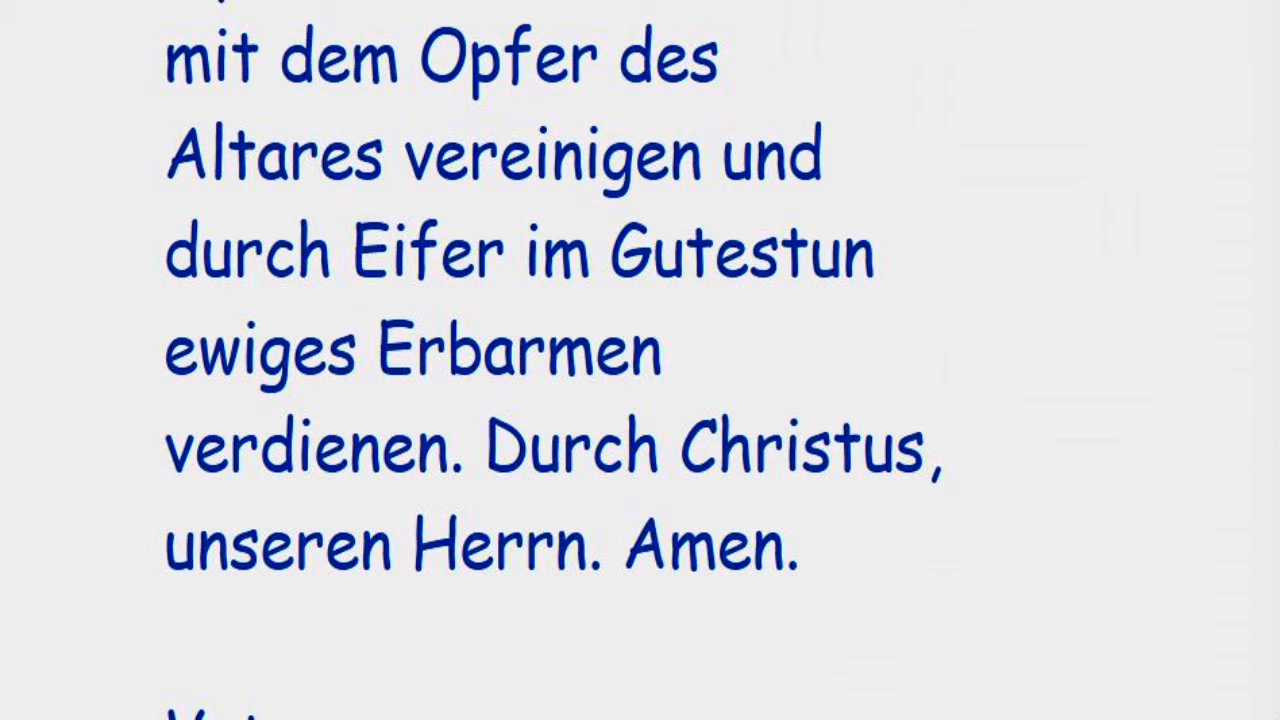 mit dem Opfer des
Altares vereinigen und
durch Eifer im Gutestun
ewiges Erbarmen
verdienen. Durch Christus,
unseren Herrn. Amen.